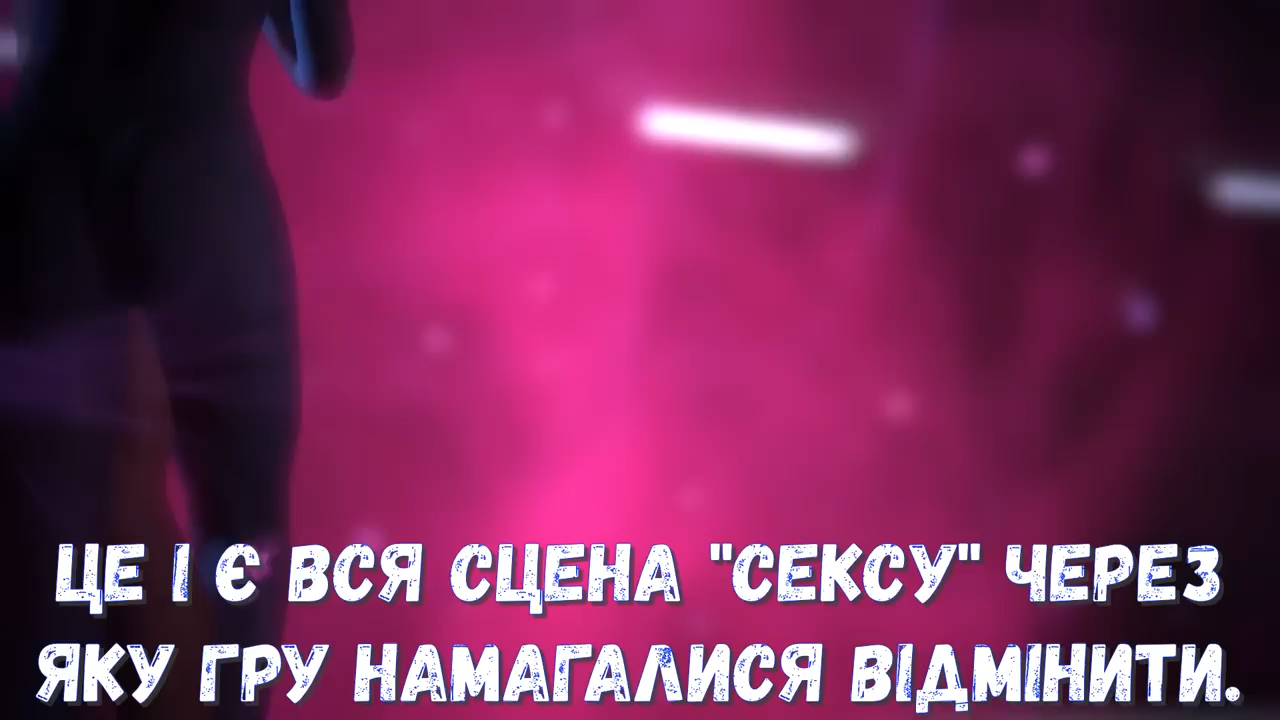 ЦЕ І Є ВСЯ СЦЕНА "СЕКСУ" ЧЕРЕЗ
ЯКУ ГРУ НАМАГАЛИСЯ ВІДМІНИТИ.